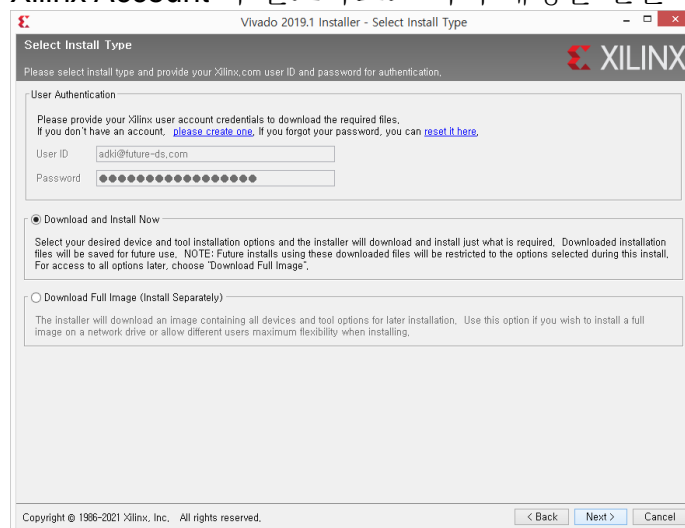 Xilinx Account
Vivado 2019.1 Installer - Select Install Type
Select Install Type
XILINX
Please select install type and provide your Xilinx,com user ID and password for authentication,
User Authentication
Please provide your Xilinx user account credentials to download the required files,
If you don't have an account, please create one, If you forgot your password, you can reset it here,
User ID adki@future-ds,com
Password ●●●●●●●●●●●●●●●●●
Download and Install Now
Select your desired device and tool installation options and the installer will download and install just what is required, Downloaded installation
files will be saved for future use, NOTE: Future installs using these downloaded files will be restricted to the options selected during this install,
For access to all options later, choose "Download Full Image",
Download Full Image (Install Separately)
The installer will download an image containing all devices and tool options for later installation, Use this option if you wish to install a full
image on a network drive or allow different users maximum flexibility when installing,
Copyright © 1986-2021 Xilinx, Inc, All rights reserved,
< Back Next > Cancel